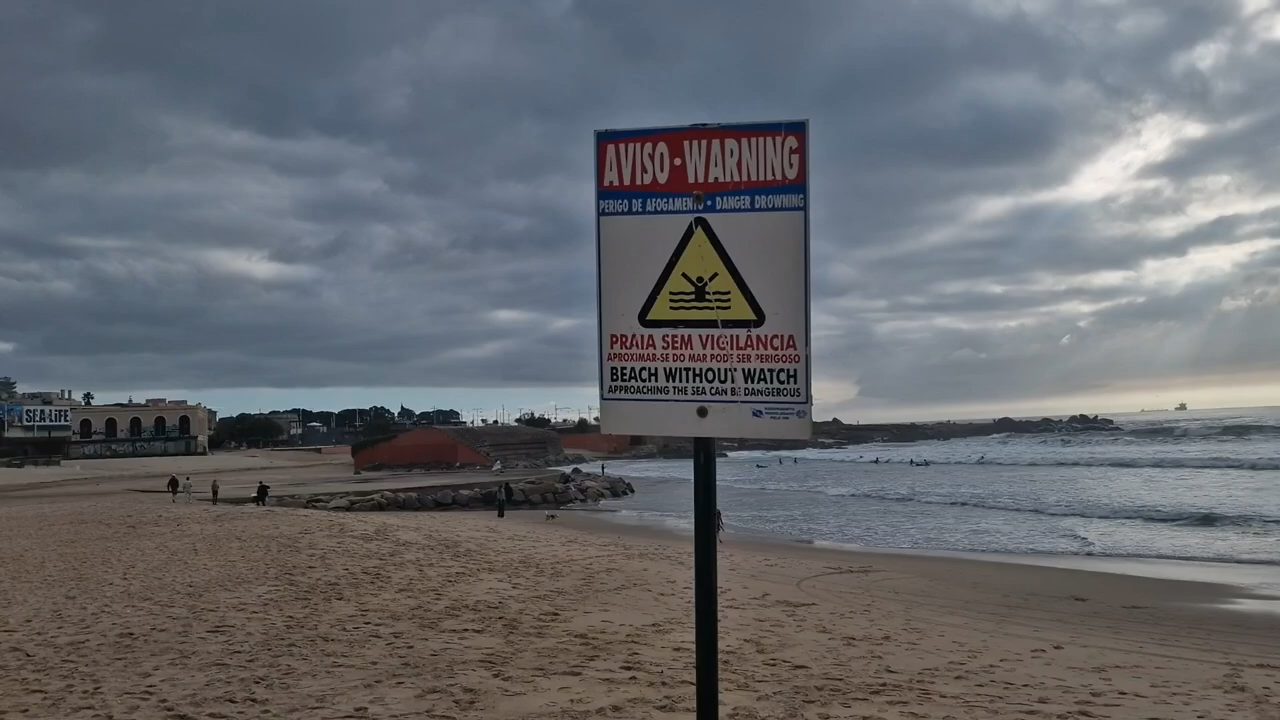 AVISO · WARNING
PERIGO DE AFOGAMENTO · DANGER DROWNING
PRAIA SEM VIGILÂNCIA
APROXIMAR-SE DO MAR PODE SER PERIGOSO
BEACH WITHOUT WATCH
APPROACHING THE SEA CAN BE DANGEROUS
SEA LIFE